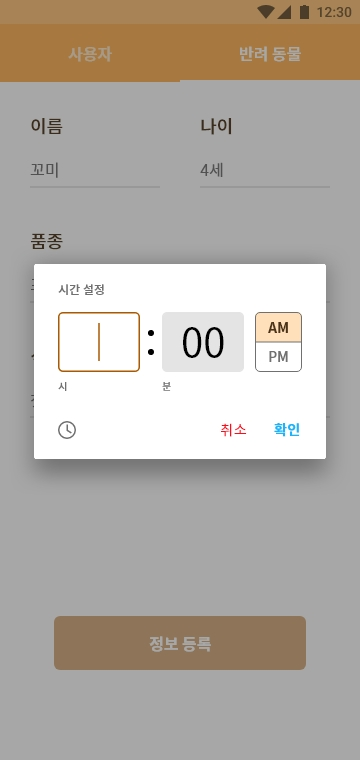 12:30
사용자 반려 동물
이름 나이
꼬미 4세
품종
시간 설정
: 00 AM
PM
시 분
취소 확인
정보 등록